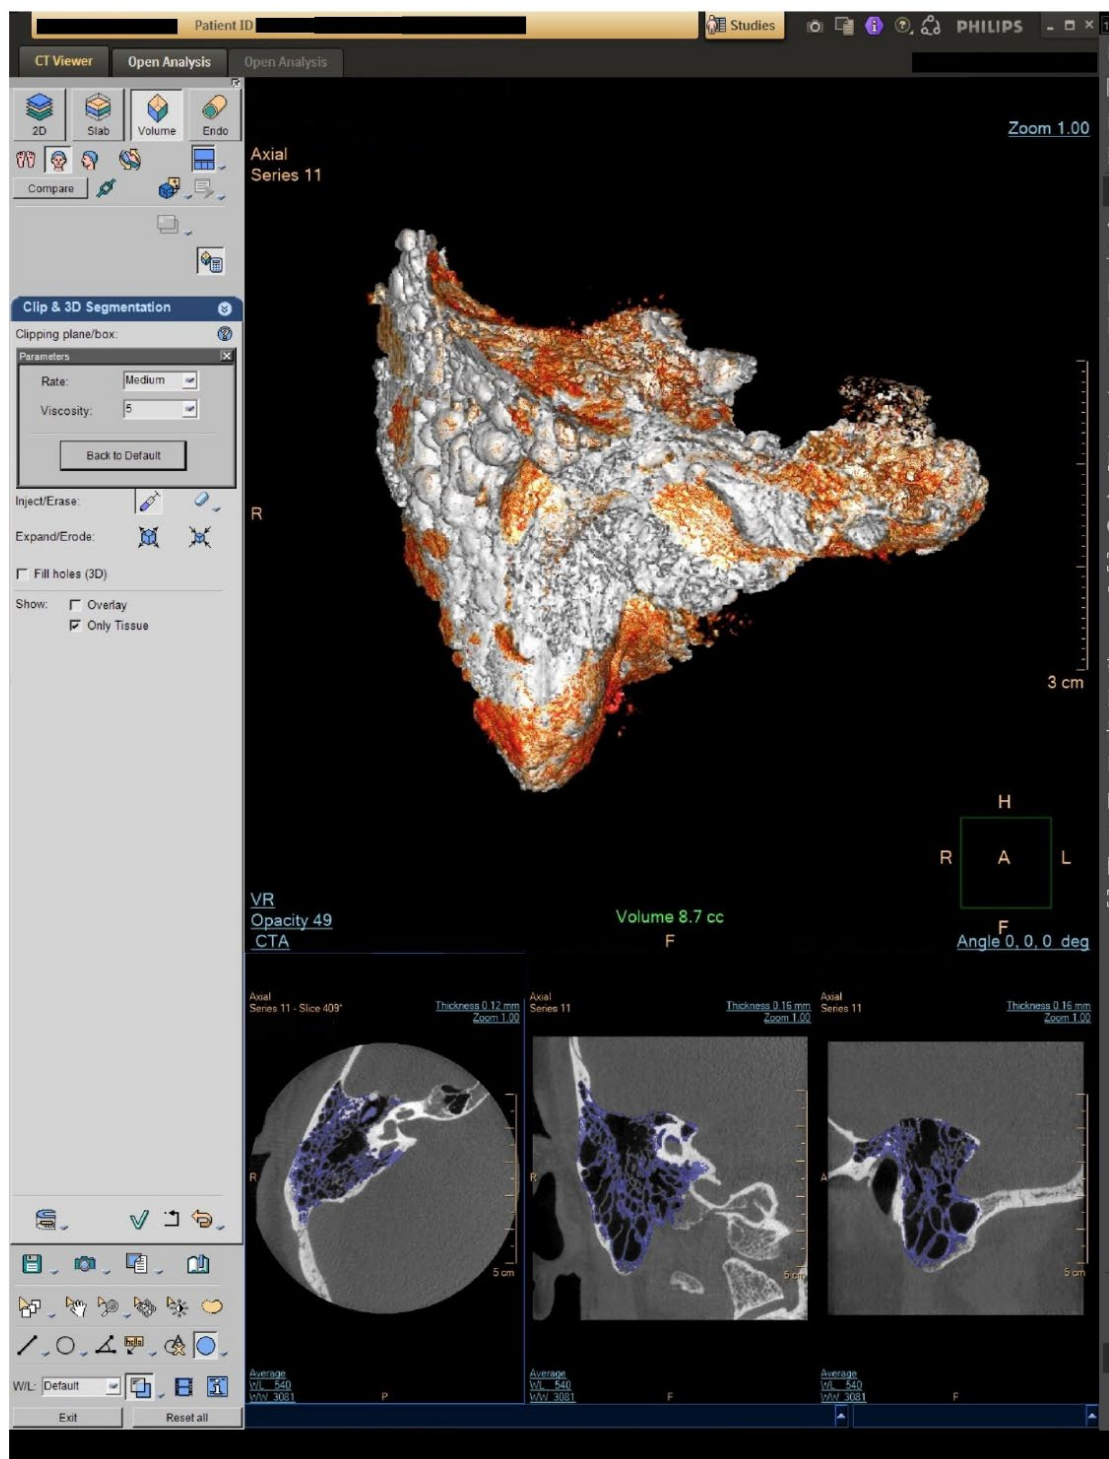 Patient ID
Studies
PHILIPS
CT Viewer
Open Analysis
Open Analysis
2D
Slab
Volume
Endo
Compare
Clip & 3D Segmentation
Clipping plane/box:
Parameters
Rate:
Medium
Viscosity:
5
Back to Default
Inject/Erase:
Expand/Erode:
Fill holes (3D)
Show:
Overlay
Only Tissue
Axial
Series 11
Zoom 1.00
R
3 cm
H
R
A
L
F
Angle 0, 0, 0 deg
VR
Opacity 49
CTA
Volume 8.7 cc
F
Axial
Series 11 - Slice 409*
Thickness 0.12 mm
Zoom 1.00
R
5 cm
Average
WL 540
WW 3081
P
Axial
Series 11
Thickness 0.16 mm
Zoom 1.00
R
5 cm
Average
WL 540
WW 3081
F
Axial
Series 11
Thickness 0.16 mm
Zoom 1.00
A
5 cm
Average
WL 540
WW 3081
F
W/L:
Default
Exit
Reset all